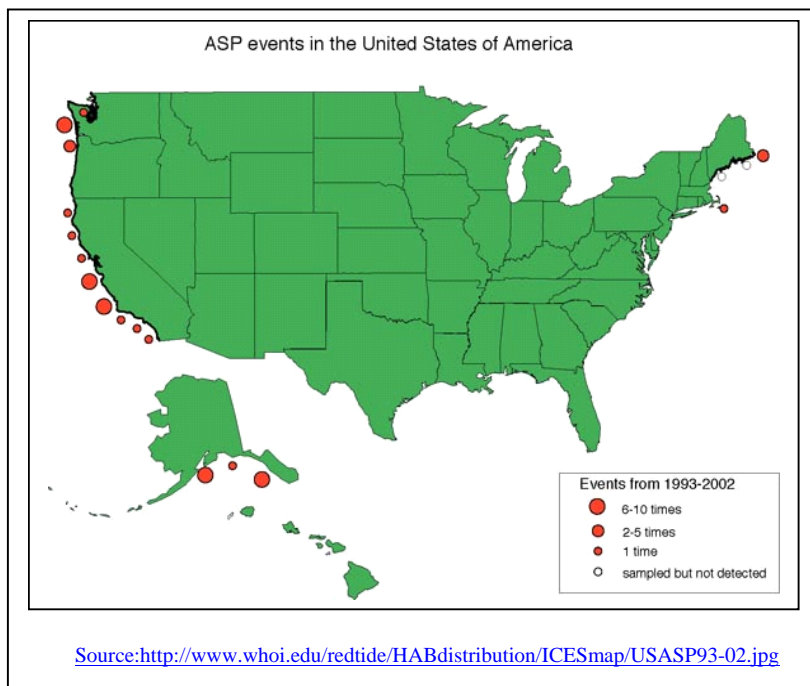 ASP events in the United States of America
Events from 1993-2002
6-10 times
2-5 times
1 time
sampled but not detected
Source:http://www.whoi.edu/redtide/HABdistribution/ICESmap/USASP93-02.jpg